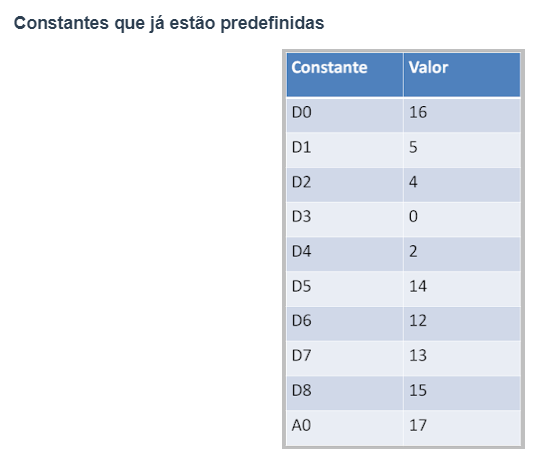 Constantes que já estão predefinidas
Constante Valor
D0 16
D1 5
D2 4
D3 0
D4 2
D5 14
D6 12
D7 13
D8 15
A0 17